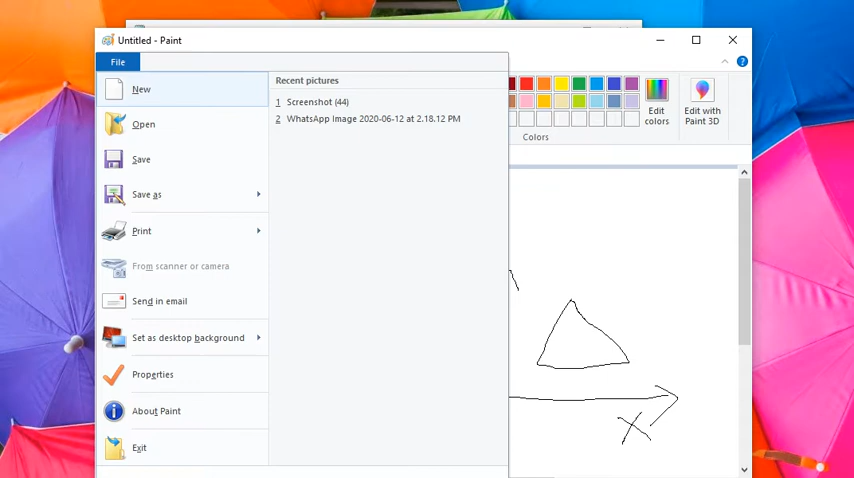 Untitled - Paint
File
New
Open
Save
Save as
Print
From scanner or camera
Send in email
Set as desktop background
Properties
About Paint
Exit
Recent pictures
1 Screenshot (44)
2 WhatsApp Image 2020-06-12 at 2.18.12 PM
Edit
colors
Edit with
Paint 3D
Colors
X